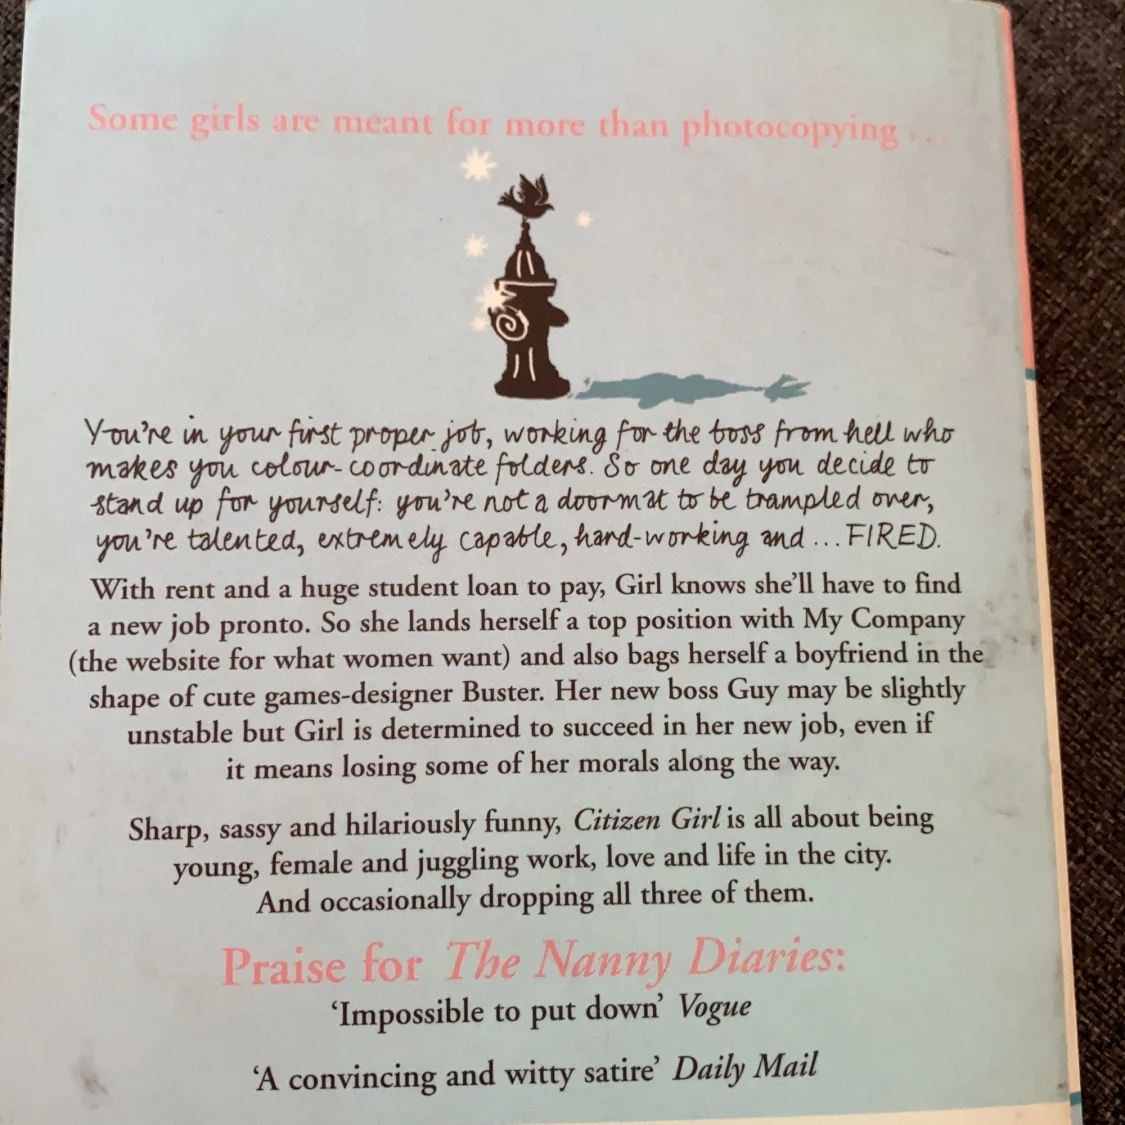 Some girls are meant for more than photocopying ...
You're in your first proper job, working for the boss from hell who
makes you colour-coordinate folders. So one day you decide to
stand up for yourself: you're not a doormat to be trampled over,
you're talented, extremely capable, hard-working and ... FIRED.
With rent and a huge student loan to pay, Girl knows she'll have to find
a new job pronto. So she lands herself a top position with My Company
(the website for what women want) and also bags herself a boyfriend in the
shape of cute games-designer Buster. Her new boss Guy may be slightly
unstable but Girl is determined to succeed in her new job, even if
it means losing some of her morals along the way.
Sharp, sassy and hilariously funny, Citizen Girl is all about being
young, female and juggling work, love and life in the city.
And occasionally dropping all three of them.
Praise for The Nanny Diaries:
‘Impossible to put down’ Vogue
‘A convincing and witty satire’ Daily Mail